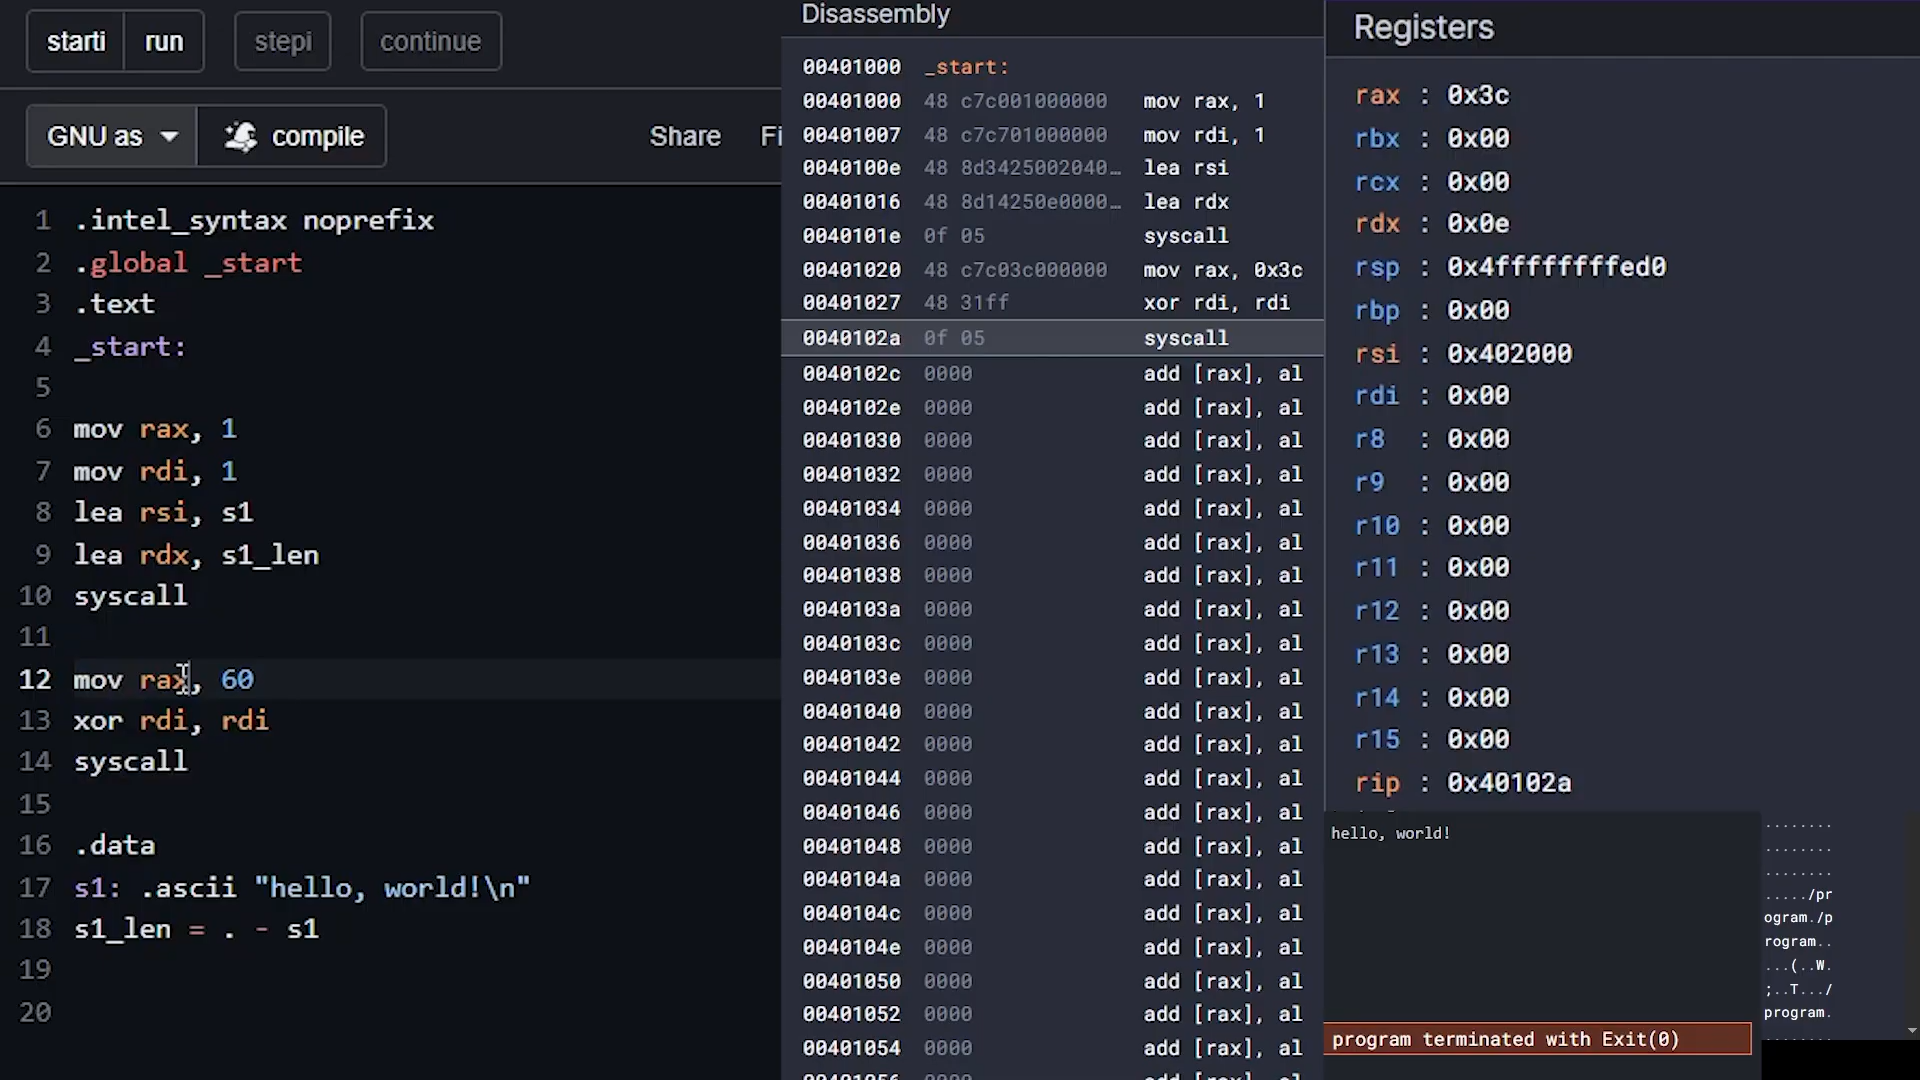 starti run stepi continue
GNU as compile Share Fi
1 .intel_syntax noprefix
2 .global _start
3 .text
4 _start:
5
6 mov rax, 1
7 mov rdi, 1
8 lea rsi, s1
9 lea rdx, s1_len
10 syscall
11
12 mov rax, 60
13 xor rdi, rdi
14 syscall
15
16 .data
17 s1: .ascii "hello, world!\n"
18 s1_len = . - s1
19
20
Disassembly
00401000 _start:
00401000 48 c7c001000000 mov rax, 1
00401007 48 c7c701000000 mov rdi, 1
0040100e 48 8d3425002040… lea rsi
00401016 48 8d14250e0000… lea rdx
0040101e 0f 05 syscall
00401020 48 c7c03c000000 mov rax, 0x3c
00401027 48 31ff xor rdi, rdi
0040102a 0f 05 syscall
0040102c 0000 add [rax], al
0040102e 0000 add [rax], al
00401030 0000 add [rax], al
00401032 0000 add [rax], al
00401034 0000 add [rax], al
00401036 0000 add [rax], al
00401038 0000 add [rax], al
0040103a 0000 add [rax], al
0040103c 0000 add [rax], al
0040103e 0000 add [rax], al
00401040 0000 add [rax], al
00401042 0000 add [rax], al
00401044 0000 add [rax], al
00401046 0000 add [rax], al
00401048 0000 add [rax], al
0040104a 0000 add [rax], al
0040104c 0000 add [rax], al
0040104e 0000 add [rax], al
00401050 0000 add [rax], al
00401052 0000 add [rax], al
00401054 0000 add [rax], al
Registers
rax : 0x3c
rbx : 0x00
rcx : 0x00
rdx : 0x0e
rsp : 0x4ffffffffed0
rbp : 0x00
rsi : 0x402000
rdi : 0x00
r8 : 0x00
r9 : 0x00
r10 : 0x00
r11 : 0x00
r12 : 0x00
r13 : 0x00
r14 : 0x00
r15 : 0x00
rip : 0x40102a
hello, world!
program terminated with Exit(0)
........
........
........
...../pr
ogram./p
rogram..
...(..W.
;..T.../
program.